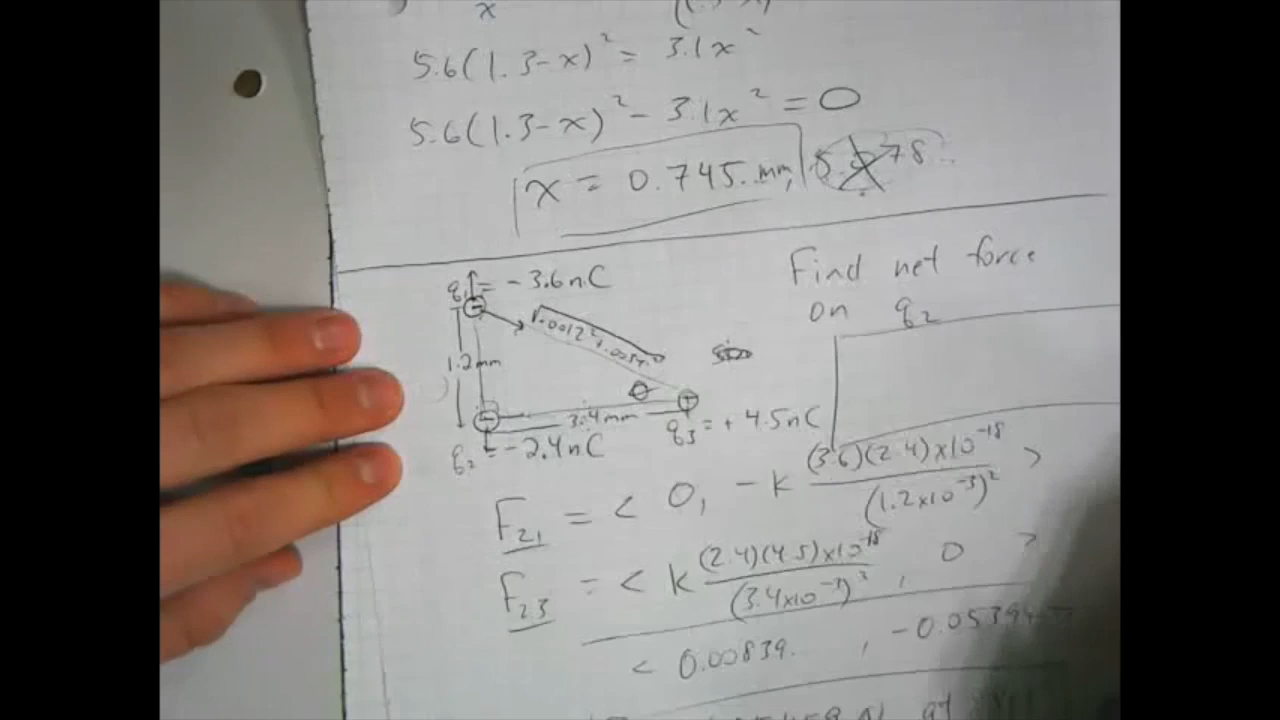 x
5.6(1.3-x)² = 3.1x²
5.6(1.3-x)² - 3.1x² = 0
x = 0.745 mm,
Find net force
on q₂
q₁ = -3.6nC
1.2mm
θ
3.4mm
q₃ = +4.5nC
q₂ = -2.4nC
F₂₁ = < 0, -k (3.6)(2.4)x10⁻¹⁸ / (1.2x10⁻³)² >
F₂₃ = < k (2.4)(4.5)x10⁻¹⁸ / (3.4x10⁻³)² , 0 >
< 0.00839. , -0.05394 >